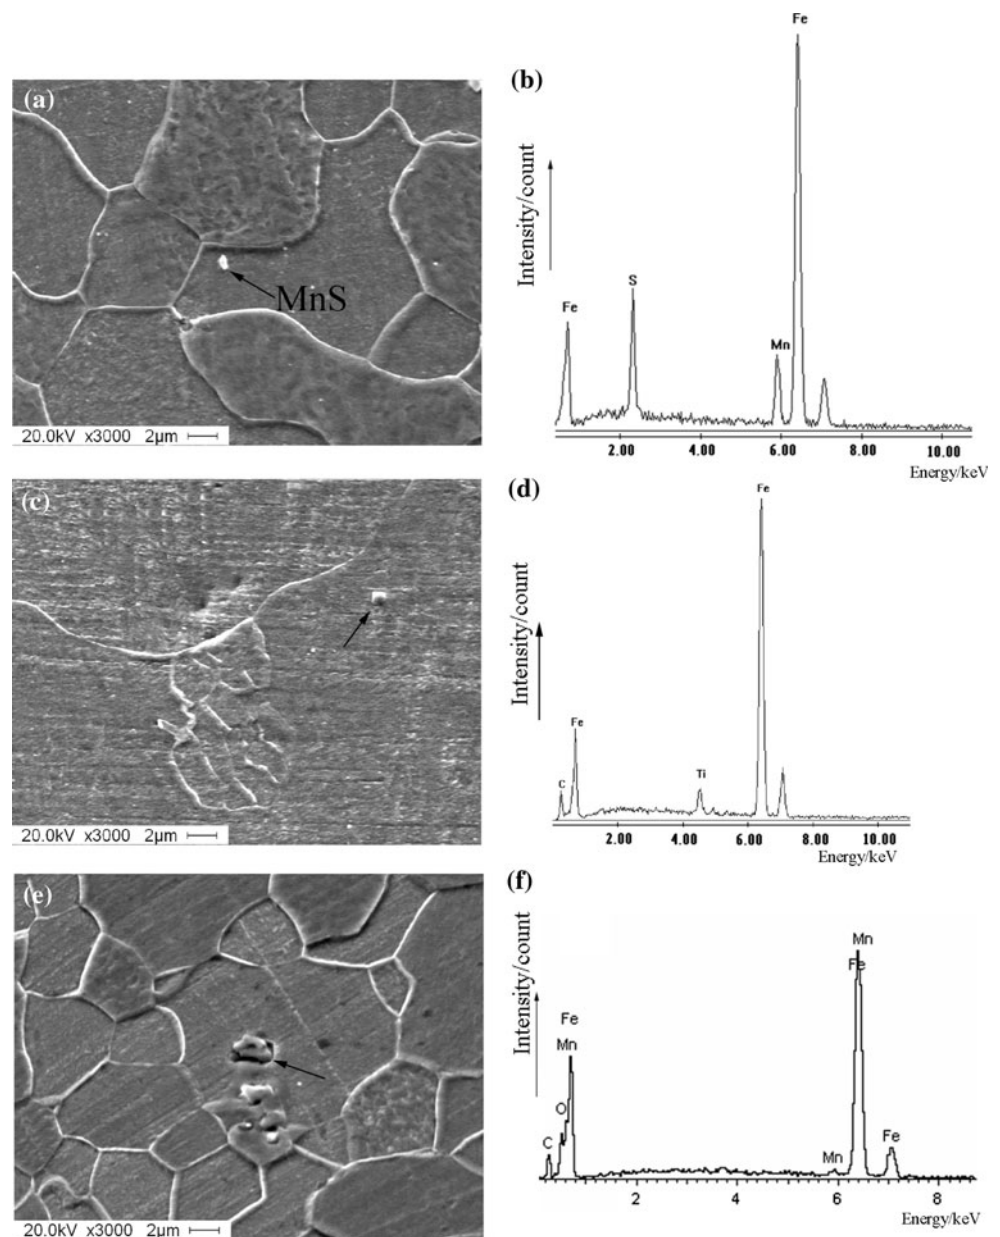 (a)
MnS
20.0kV x3000 2μm
(b)
Intensity/count
Fe
S
Mn
Fe
2.00 4.00 6.00 8.00 10.00
Energy/keV
(c)
20.0kV x3000 2μm
(d)
Intensity/count
C
Fe
Ti
Fe
2.00 4.00 6.00 8.00 10.00
Energy/keV
(e)
20.0kV x3000 2μm
(f)
Intensity/count
C
O
Fe
Mn
Mn
Mn
Fe
Fe
2 4 6 8
Energy/keV